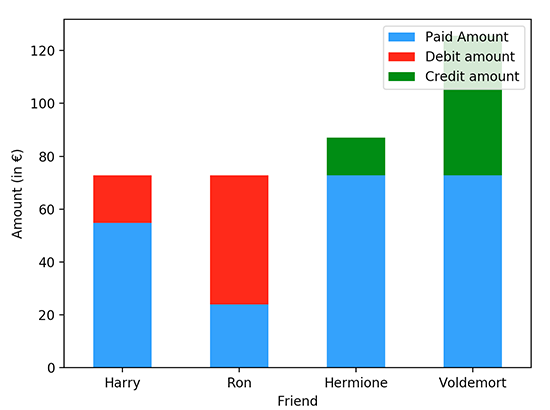 Paid Amount
Debit amount
Credit amount
120
100
80
60
40
20
0
Amount (in €)
Harry Ron Hermione Voldemort
Friend